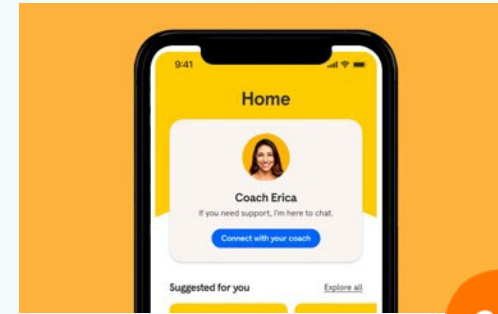 9:41
Home
Coach Erica
If you need support, I'm here to chat.
Connect with your coach
Suggested for you
Explore all